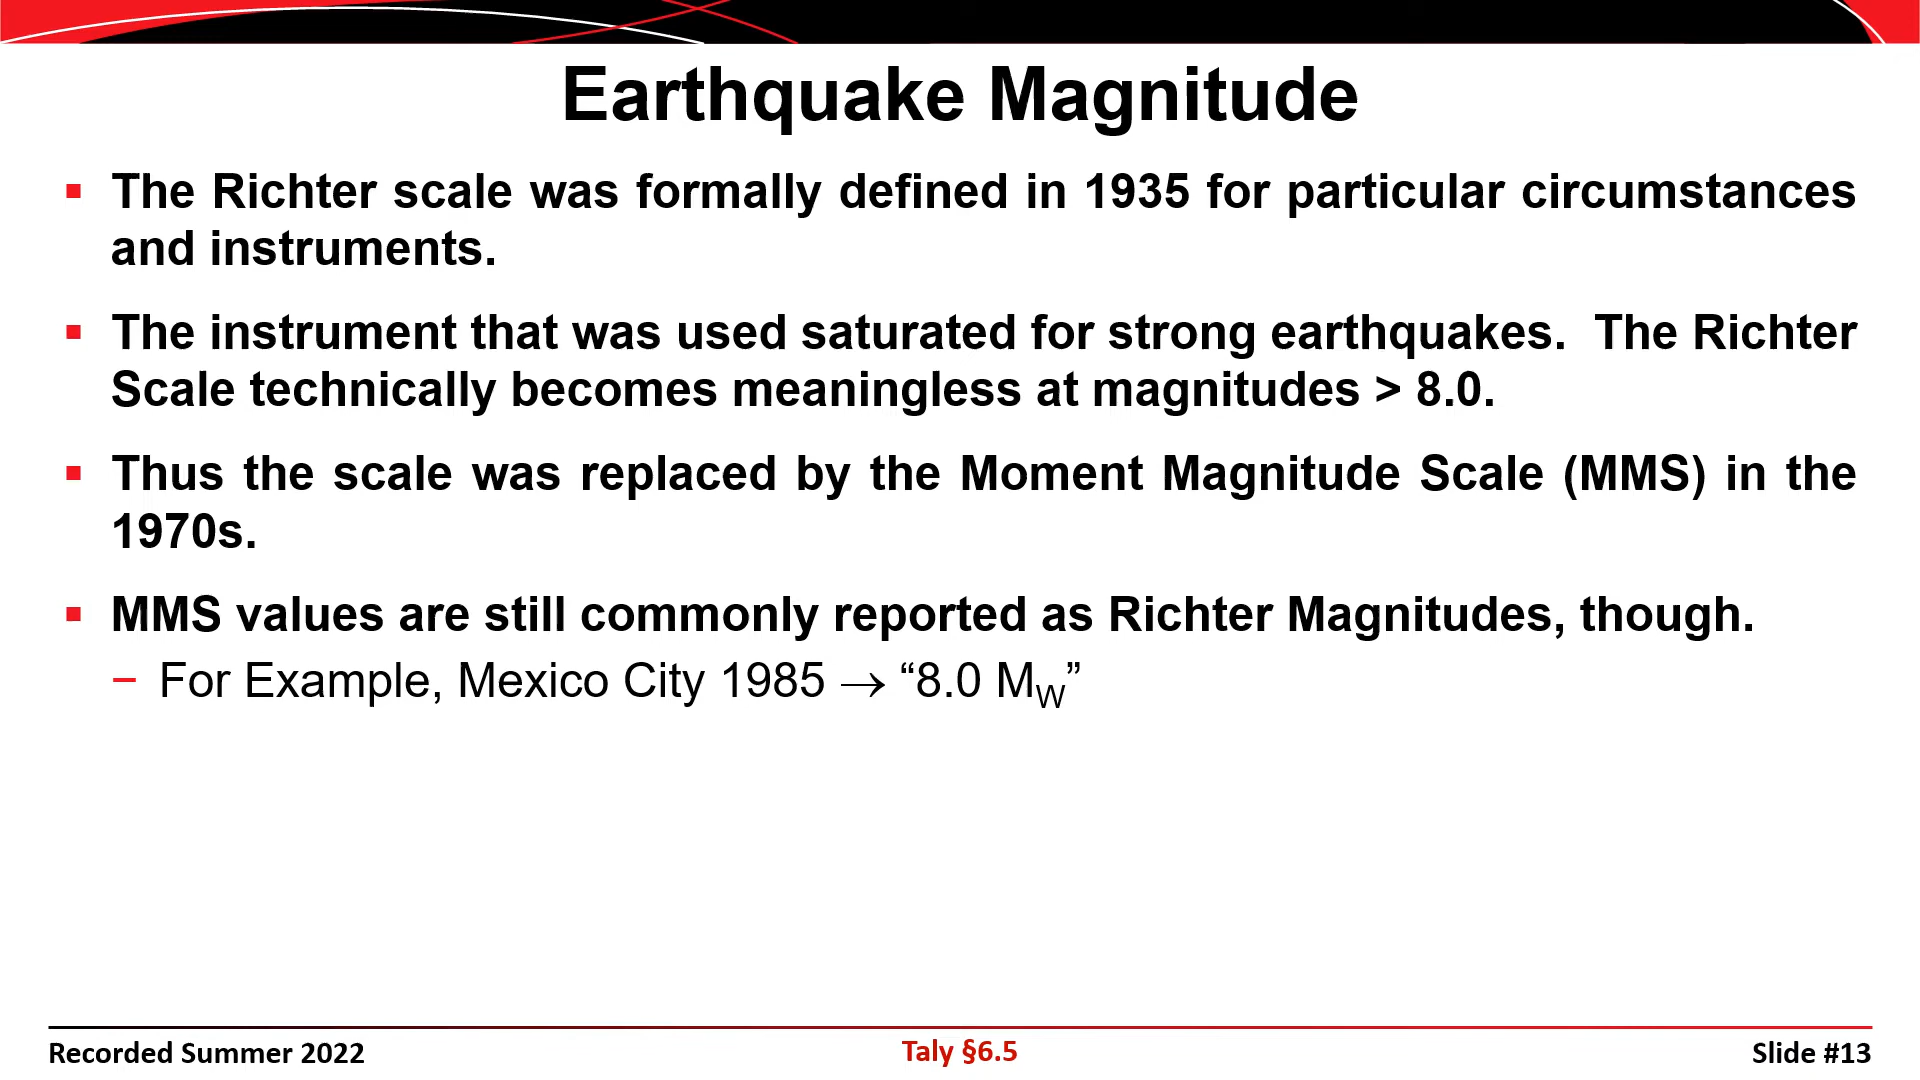 Earthquake Magnitude
▪ The Richter scale was formally defined in 1935 for particular circumstances
and instruments.
▪ The instrument that was used saturated for strong earthquakes.  The Richter
Scale technically becomes meaningless at magnitudes > 8.0.
▪ Thus the scale was replaced by the Moment Magnitude Scale (MMS) in the
1970s.
▪ MMS values are still commonly reported as Richter Magnitudes, though.
− For Example, Mexico City 1985 → “8.0 MW”
Recorded Summer 2022
Taly §6.5
Slide #13